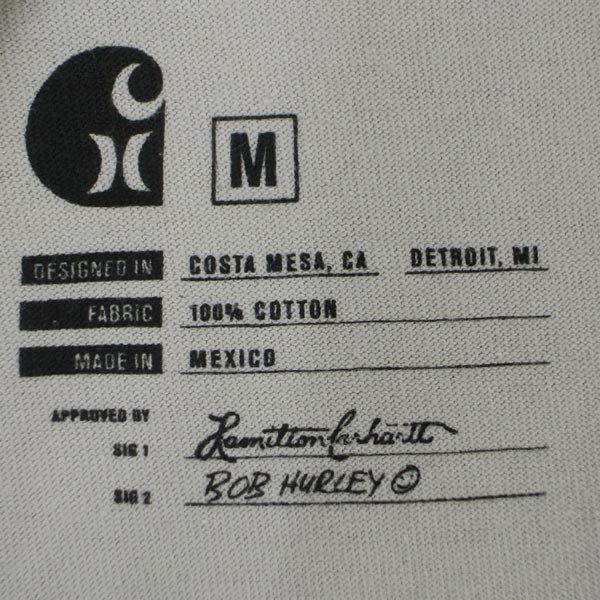 M
DESIGNED IN COSTA MESA, CA DETROIT, MI
FABRIC 100% COTTON
MADE IN MEXICO
APPROVED BY
SIG 1 Hamilton Carhartt
SIG 2 BOB HURLEY